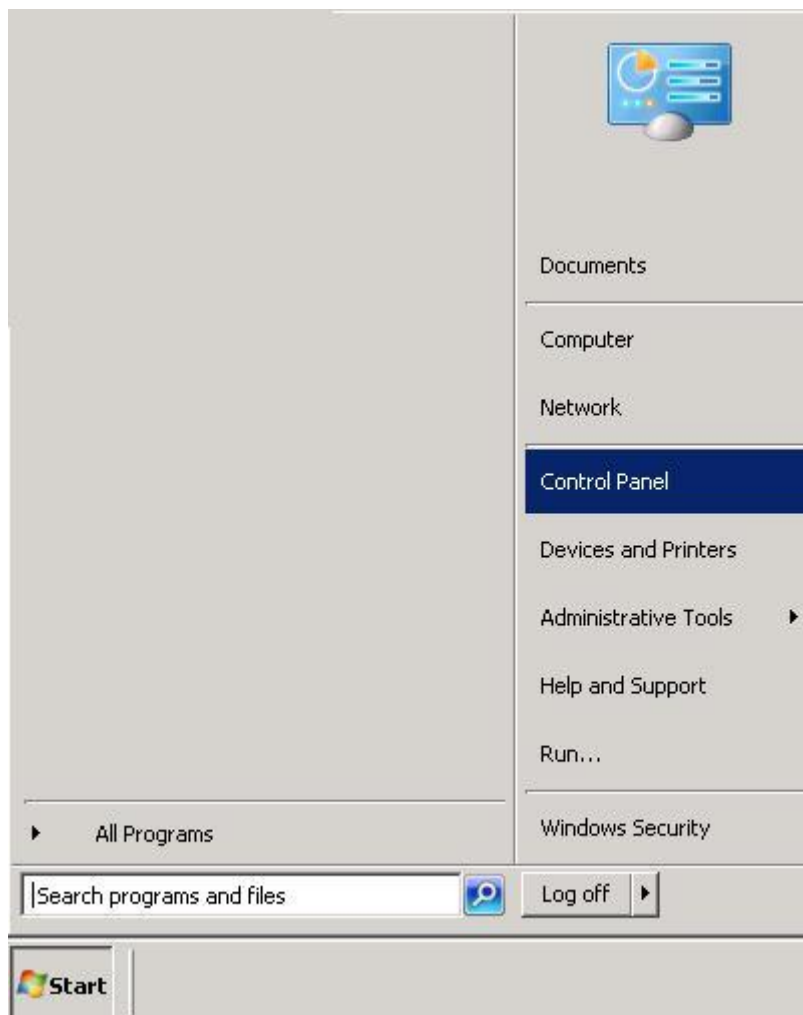 Documents
Computer
Network
Control Panel
Devices and Printers
Administrative Tools
Help and Support
Run...
All Programs
Windows Security
Search programs and files
Log off
Start